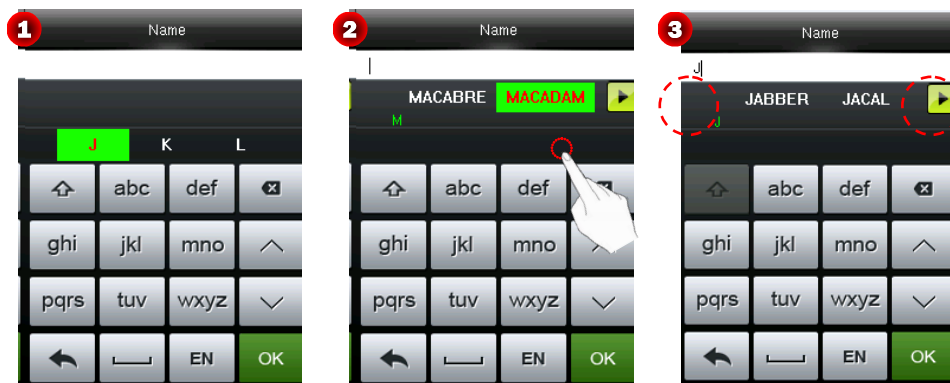 1
Name
J K L
abc def
ghi jkl mno
pqrs tuv wxyz
EN OK
2
Name
MACABRE MACADAM
M
abc def
ghi jkl mno
pqrs tuv wxyz
EN OK
3
Name
J
JABBER JACAL
J
abc def
ghi jkl mno
pqrs tuv wxyz
EN OK